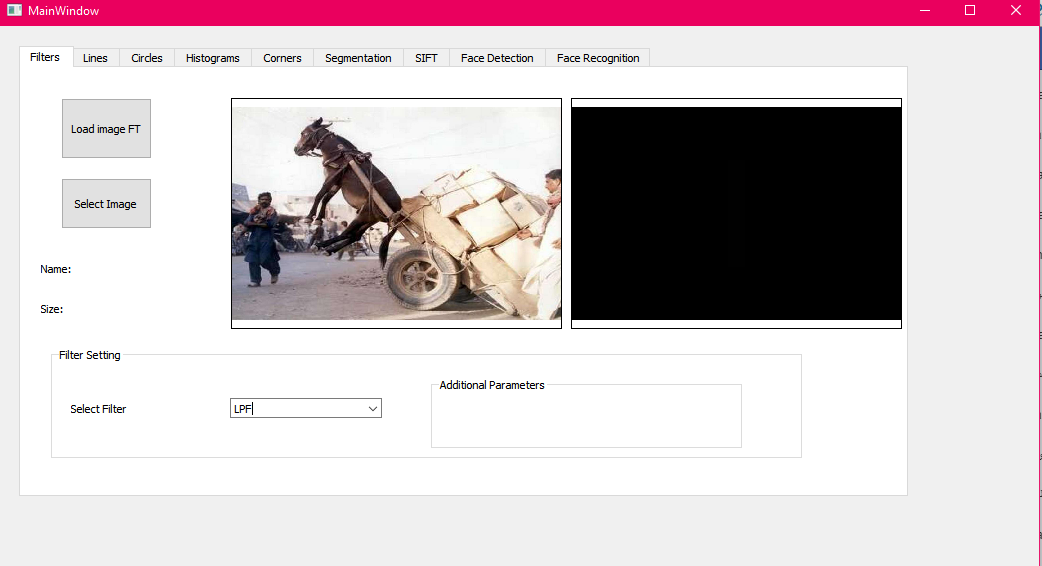 MainWindow
Filters Lines Circles Histograms Corners Segmentation SIFT Face Detection Face Recognition
Load image FT
Select Image
Name:
Size:
Filter Setting
Additional Parameters
Select Filter
LPF